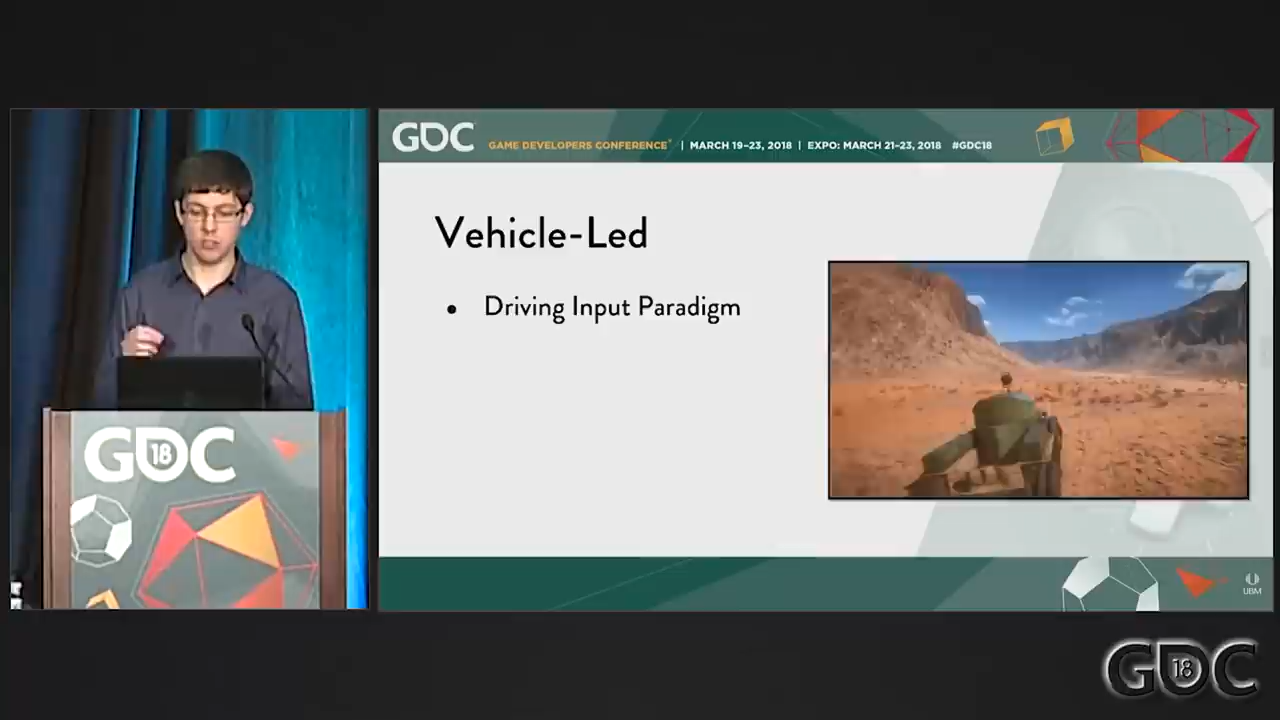 GDC
GAME DEVELOPERS CONFERENCE® | MARCH 19–23, 2018 | EXPO: MARCH 21–23, 2018 #GDC18
Vehicle-Led
• Driving Input Paradigm
GDC
18
UBM
GDC
18